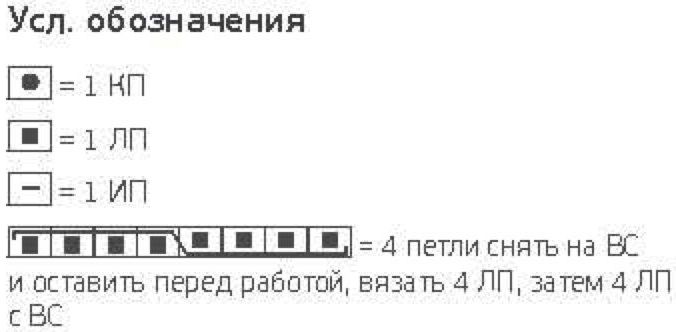 Усл. обозначения
= 1 КП
= 1 ЛП
= 1 ИП
= 4 петли снять на ВС
и оставить перед работой, вязать 4 ЛП, затем 4 ЛП
с ВС